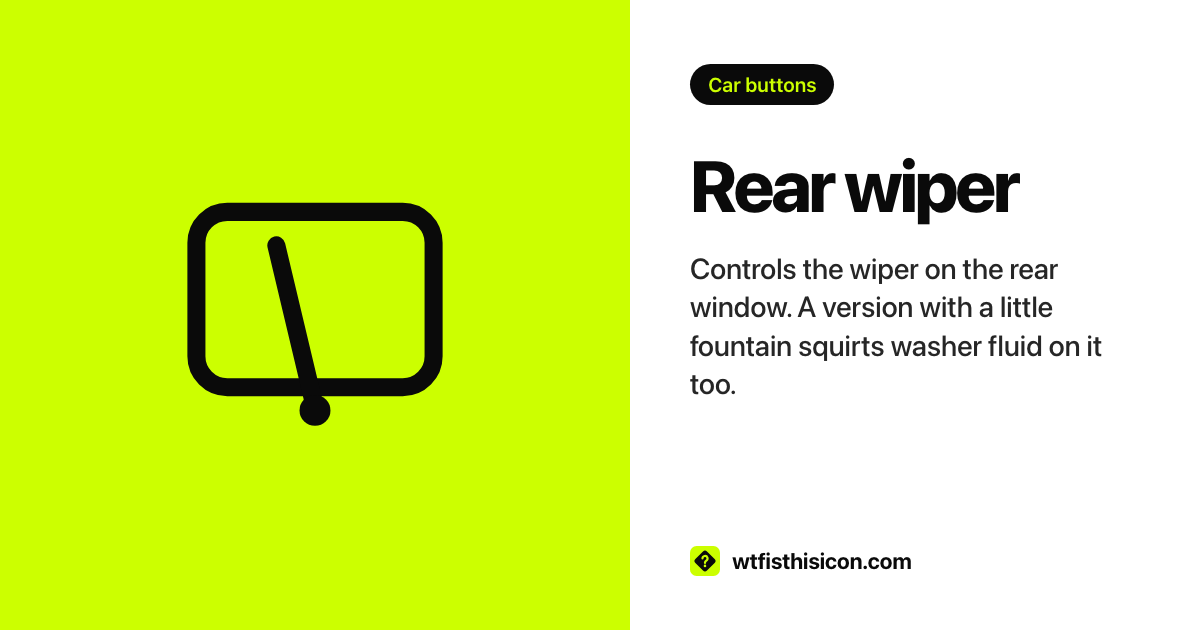 Car buttons
Rear wiper
Controls the wiper on the rear
window. A version with a little
fountain squirts washer fluid on it
too.
?
wtfisthisicon.com